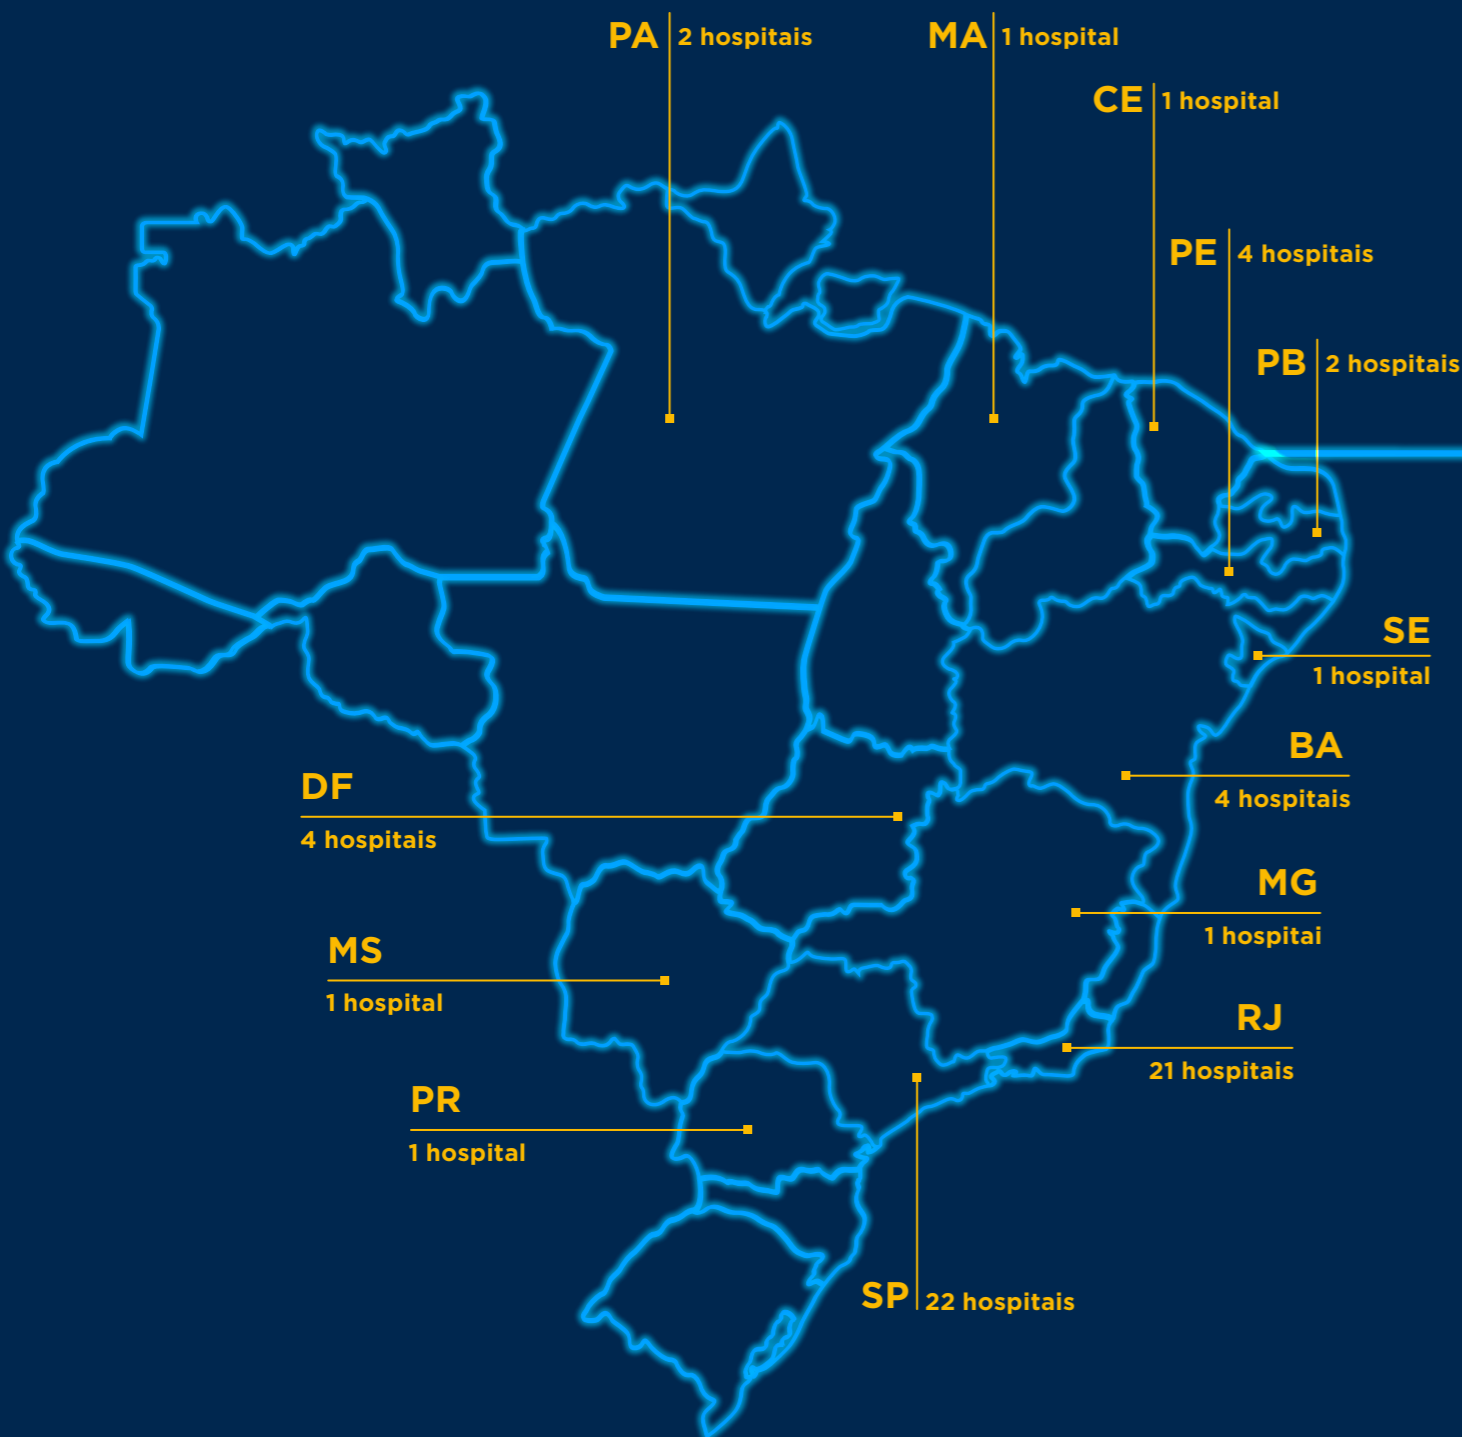 PA 2 hospitais
MA 1 hospital
CE 1 hospital
PE 4 hospitais
PB 2 hospitais
SE
1 hospital
BA
4 hospitais
DF
4 hospitais
MG
1 hospitai
MS
1 hospital
RJ
21 hospitais
PR
1 hospital
SP 22 hospitais